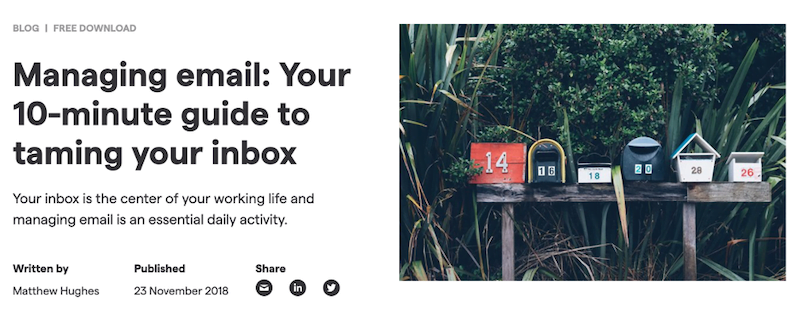 BLOG | FREE DOWNLOAD
Managing email: Your
10-minute guide to
taming your inbox
Your inbox is the center of your working life and
managing email is an essential daily activity.
Written by Published Share
Matthew Hughes 23 November 2018
14 16 18 20 28 26